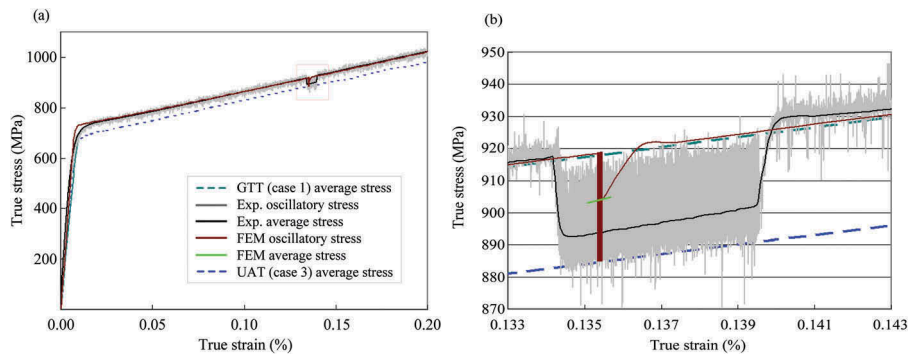 (a)
1000
800
600
400
200
True stress (MPa)
GTT (case 1) average stress
Exp. oscillatory stress
Exp. average stress
FEM oscillatory stress
FEM average stress
UAT (case 3) average stress
0.00
0.05
0.10
0.15
0.20
True strain (%)
(b)
950
940
930
920
910
900
890
880
870
True stress (MPa)
0.133
0.135
0.137
0.139
0.141
0.143
True strain (%)